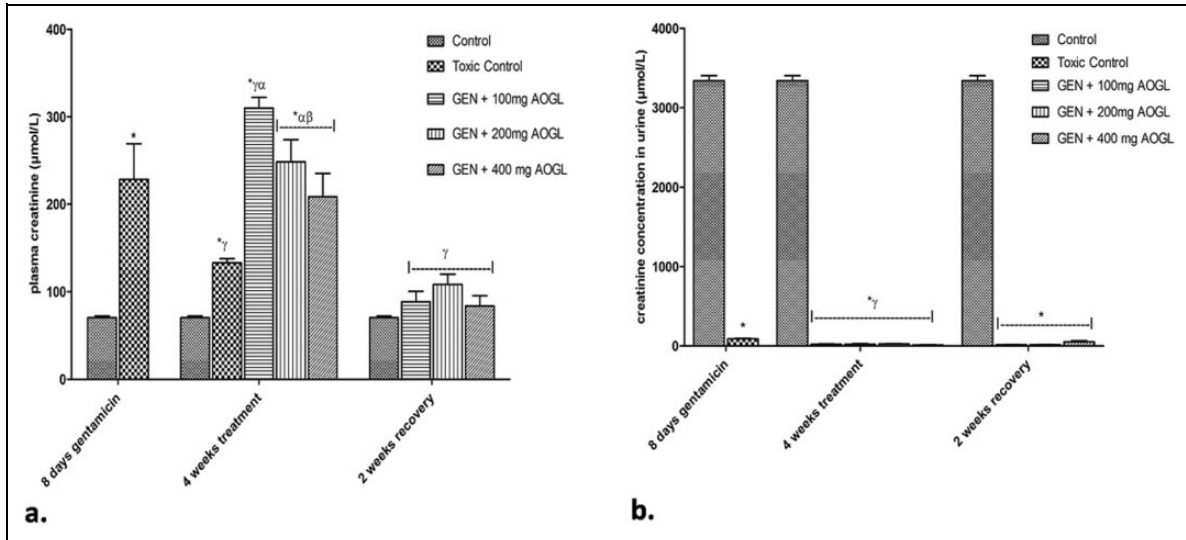 400
300
200
100
0
plasma creatinine (µmol/L)
Control
Toxic Control
GEN + 100mg AOGL
GEN + 200mg AOGL
GEN + 400 mg AOGL
*
*γ
*γα
*αβ
γ
8 days gentamicin
4 weeks treatment
2 weeks recovery
a.
4000
3000
2000
1000
0
creatinine concentration in urine (µmol/L)
Control
Toxic Control
GEN + 100mg AOGL
GEN + 200mg AOGL
GEN + 400 mg AOGL
*
*γ
*
8 days gentamicin
4 weeks treatment
2 weeks recovery
b.